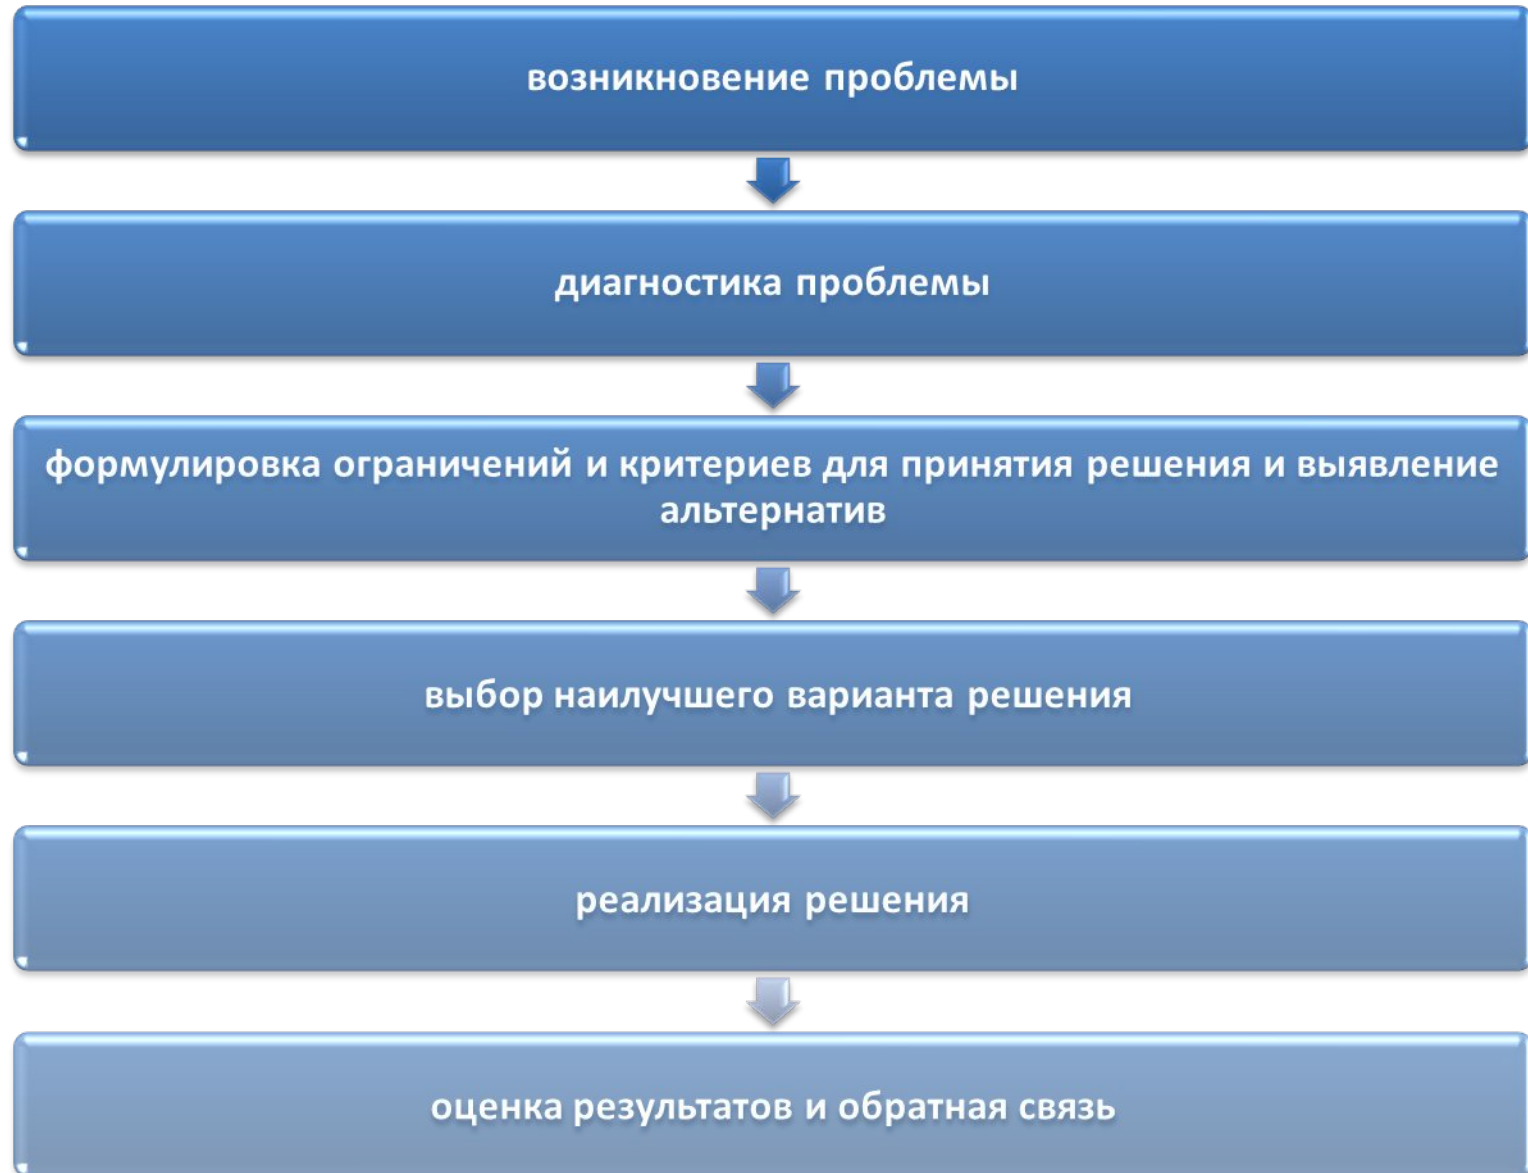 возникновение проблемы
диагностика проблемы
формулировка ограничений и критериев для принятия решения и выявление
альтернатив
выбор наилучшего варианта решения
реализация решения
оценка результатов и обратная связь